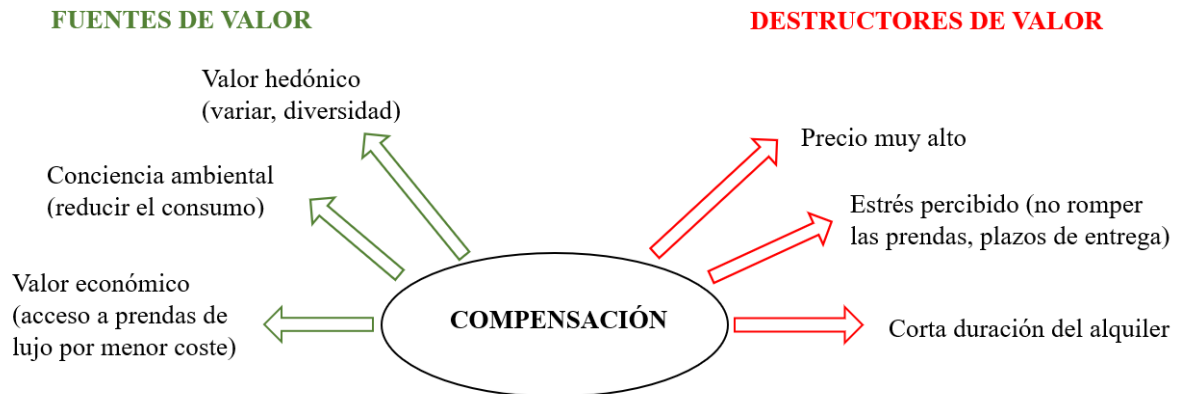 FUENTES DE VALOR
DESTRUCTORES DE VALOR
Valor hedónico
(variar, diversidad)
Conciencia ambiental
(reducir el consumo)
Valor económico
(acceso a prendas de
lujo por menor coste)
COMPENSACIÓN
Precio muy alto
Estrés percibido (no romper
las prendas, plazos de entrega)
Corta duración del alquiler